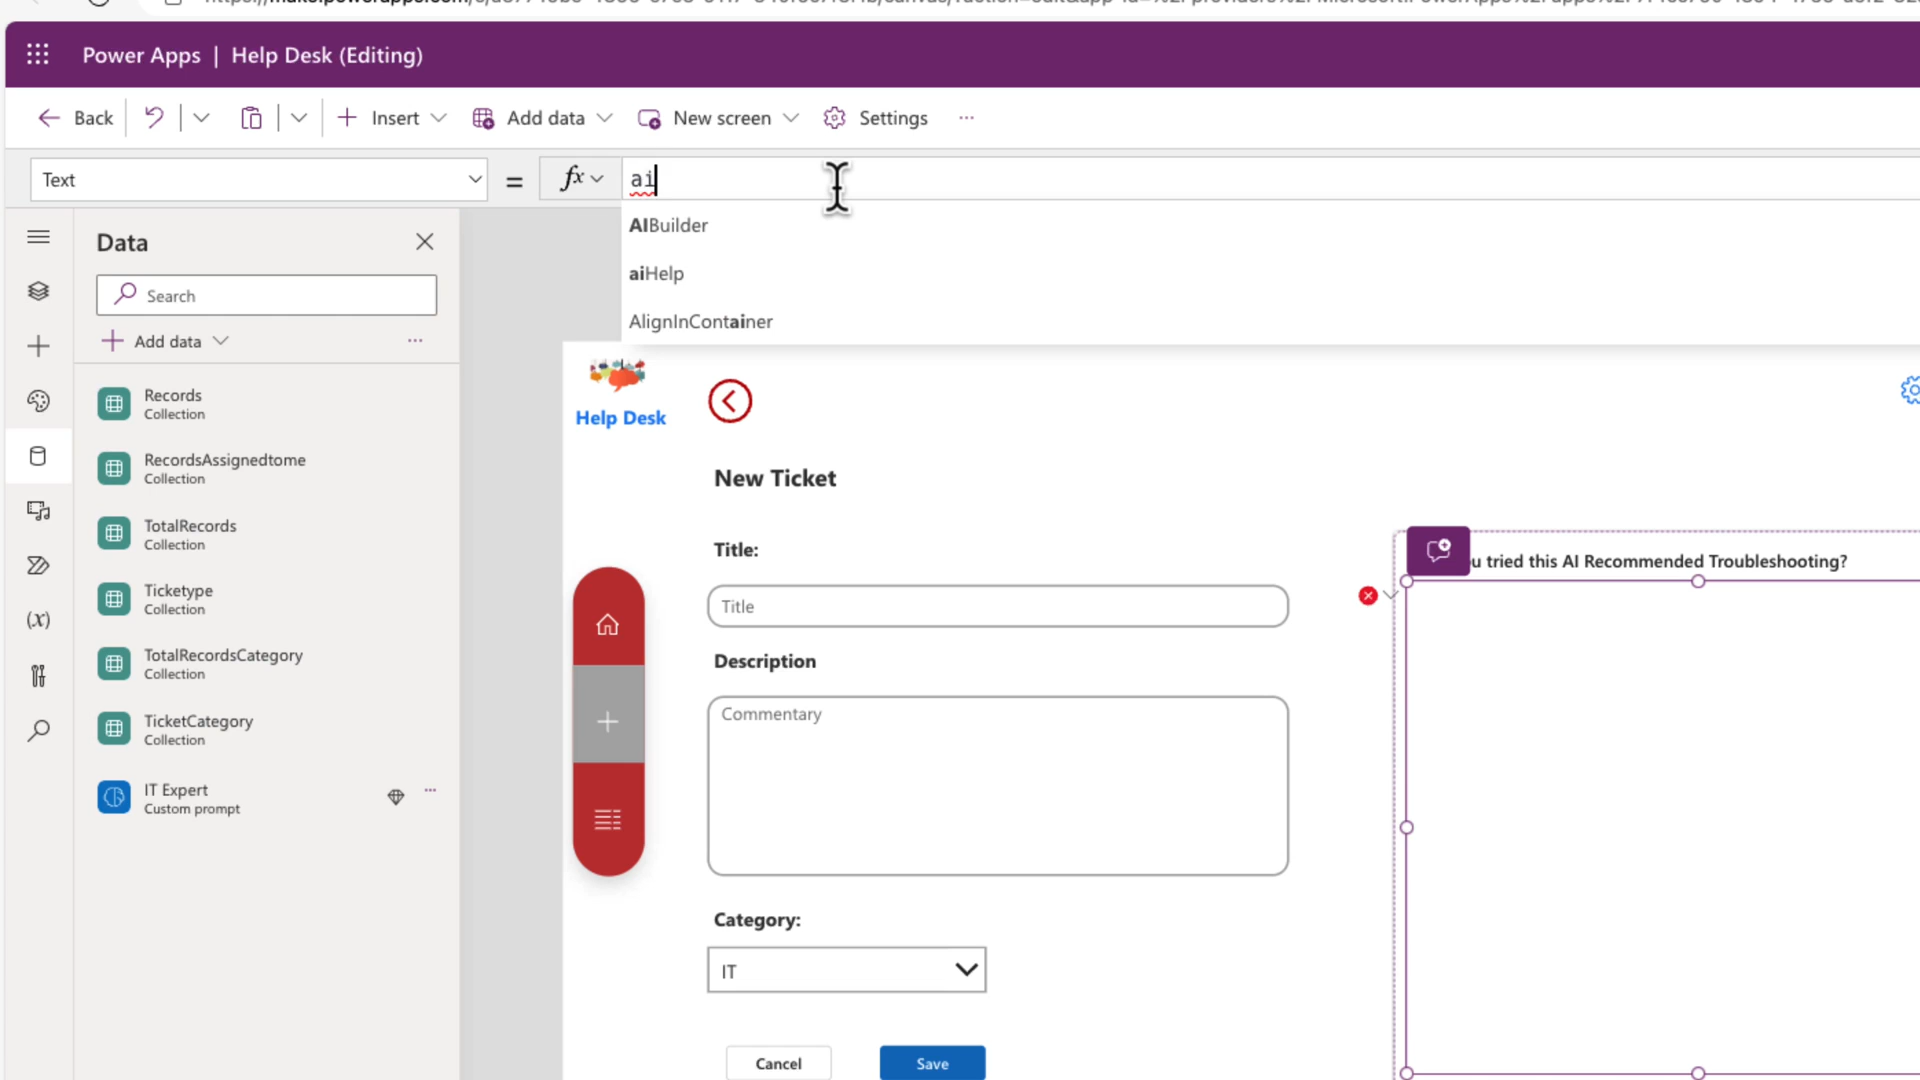 Power Apps | Help Desk (Editing)
Back
Insert
Add data
New screen
Settings
Text
=
fx
ai
AIBuilder
aiHelp
AlignInContainer
Data
Search
Add data
Records
Collection
RecordsAssignedtome
Collection
TotalRecords
Collection
Ticketype
Collection
TotalRecordsCategory
Collection
TicketCategory
Collection
IT Expert
Custom prompt
(x)
Help Desk
New Ticket
Title:
Title
Description
Commentary
Category:
IT
Cancel
Save
u tried this AI Recommended Troubleshooting?